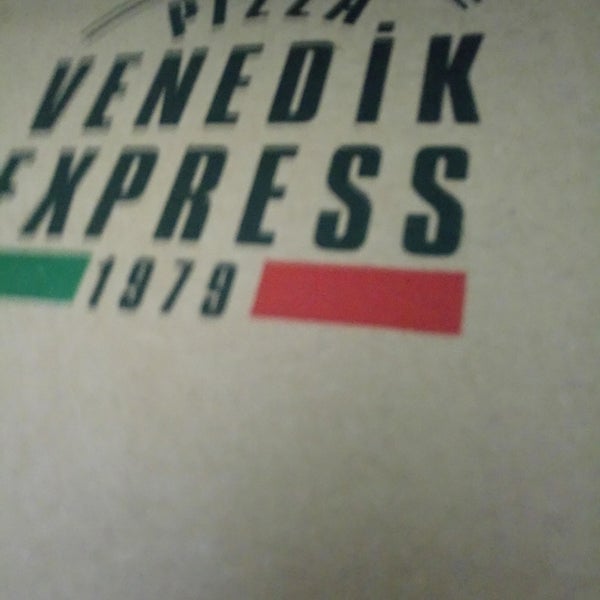 PIZZA
VENEDİK
EXPRESS
1979